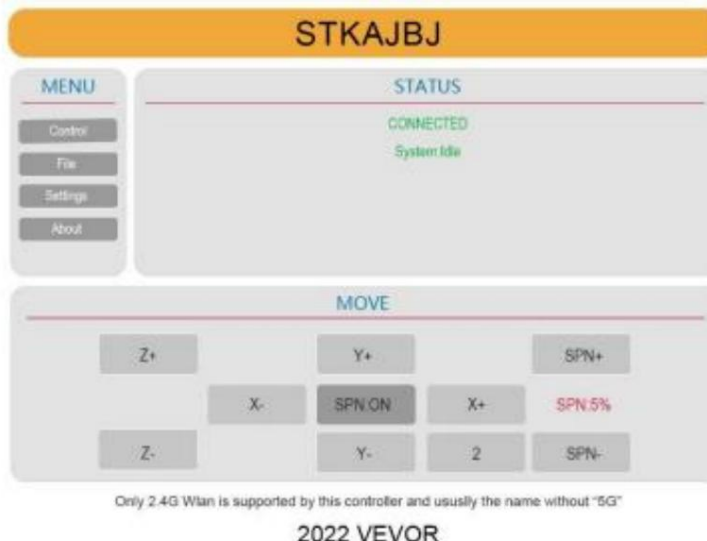 STKAJBJ
MENU
Control
File
Settings
About
STATUS
CONNECTED
System:Idle
MOVE
Z+ Y+ SPN+
X- SPN:ON X+ SPN:5%
Z- Y- 2 SPN-
Only 2.4G Wlan is supported by this controller and ususlly the name without "5G"
2022 VEVOR